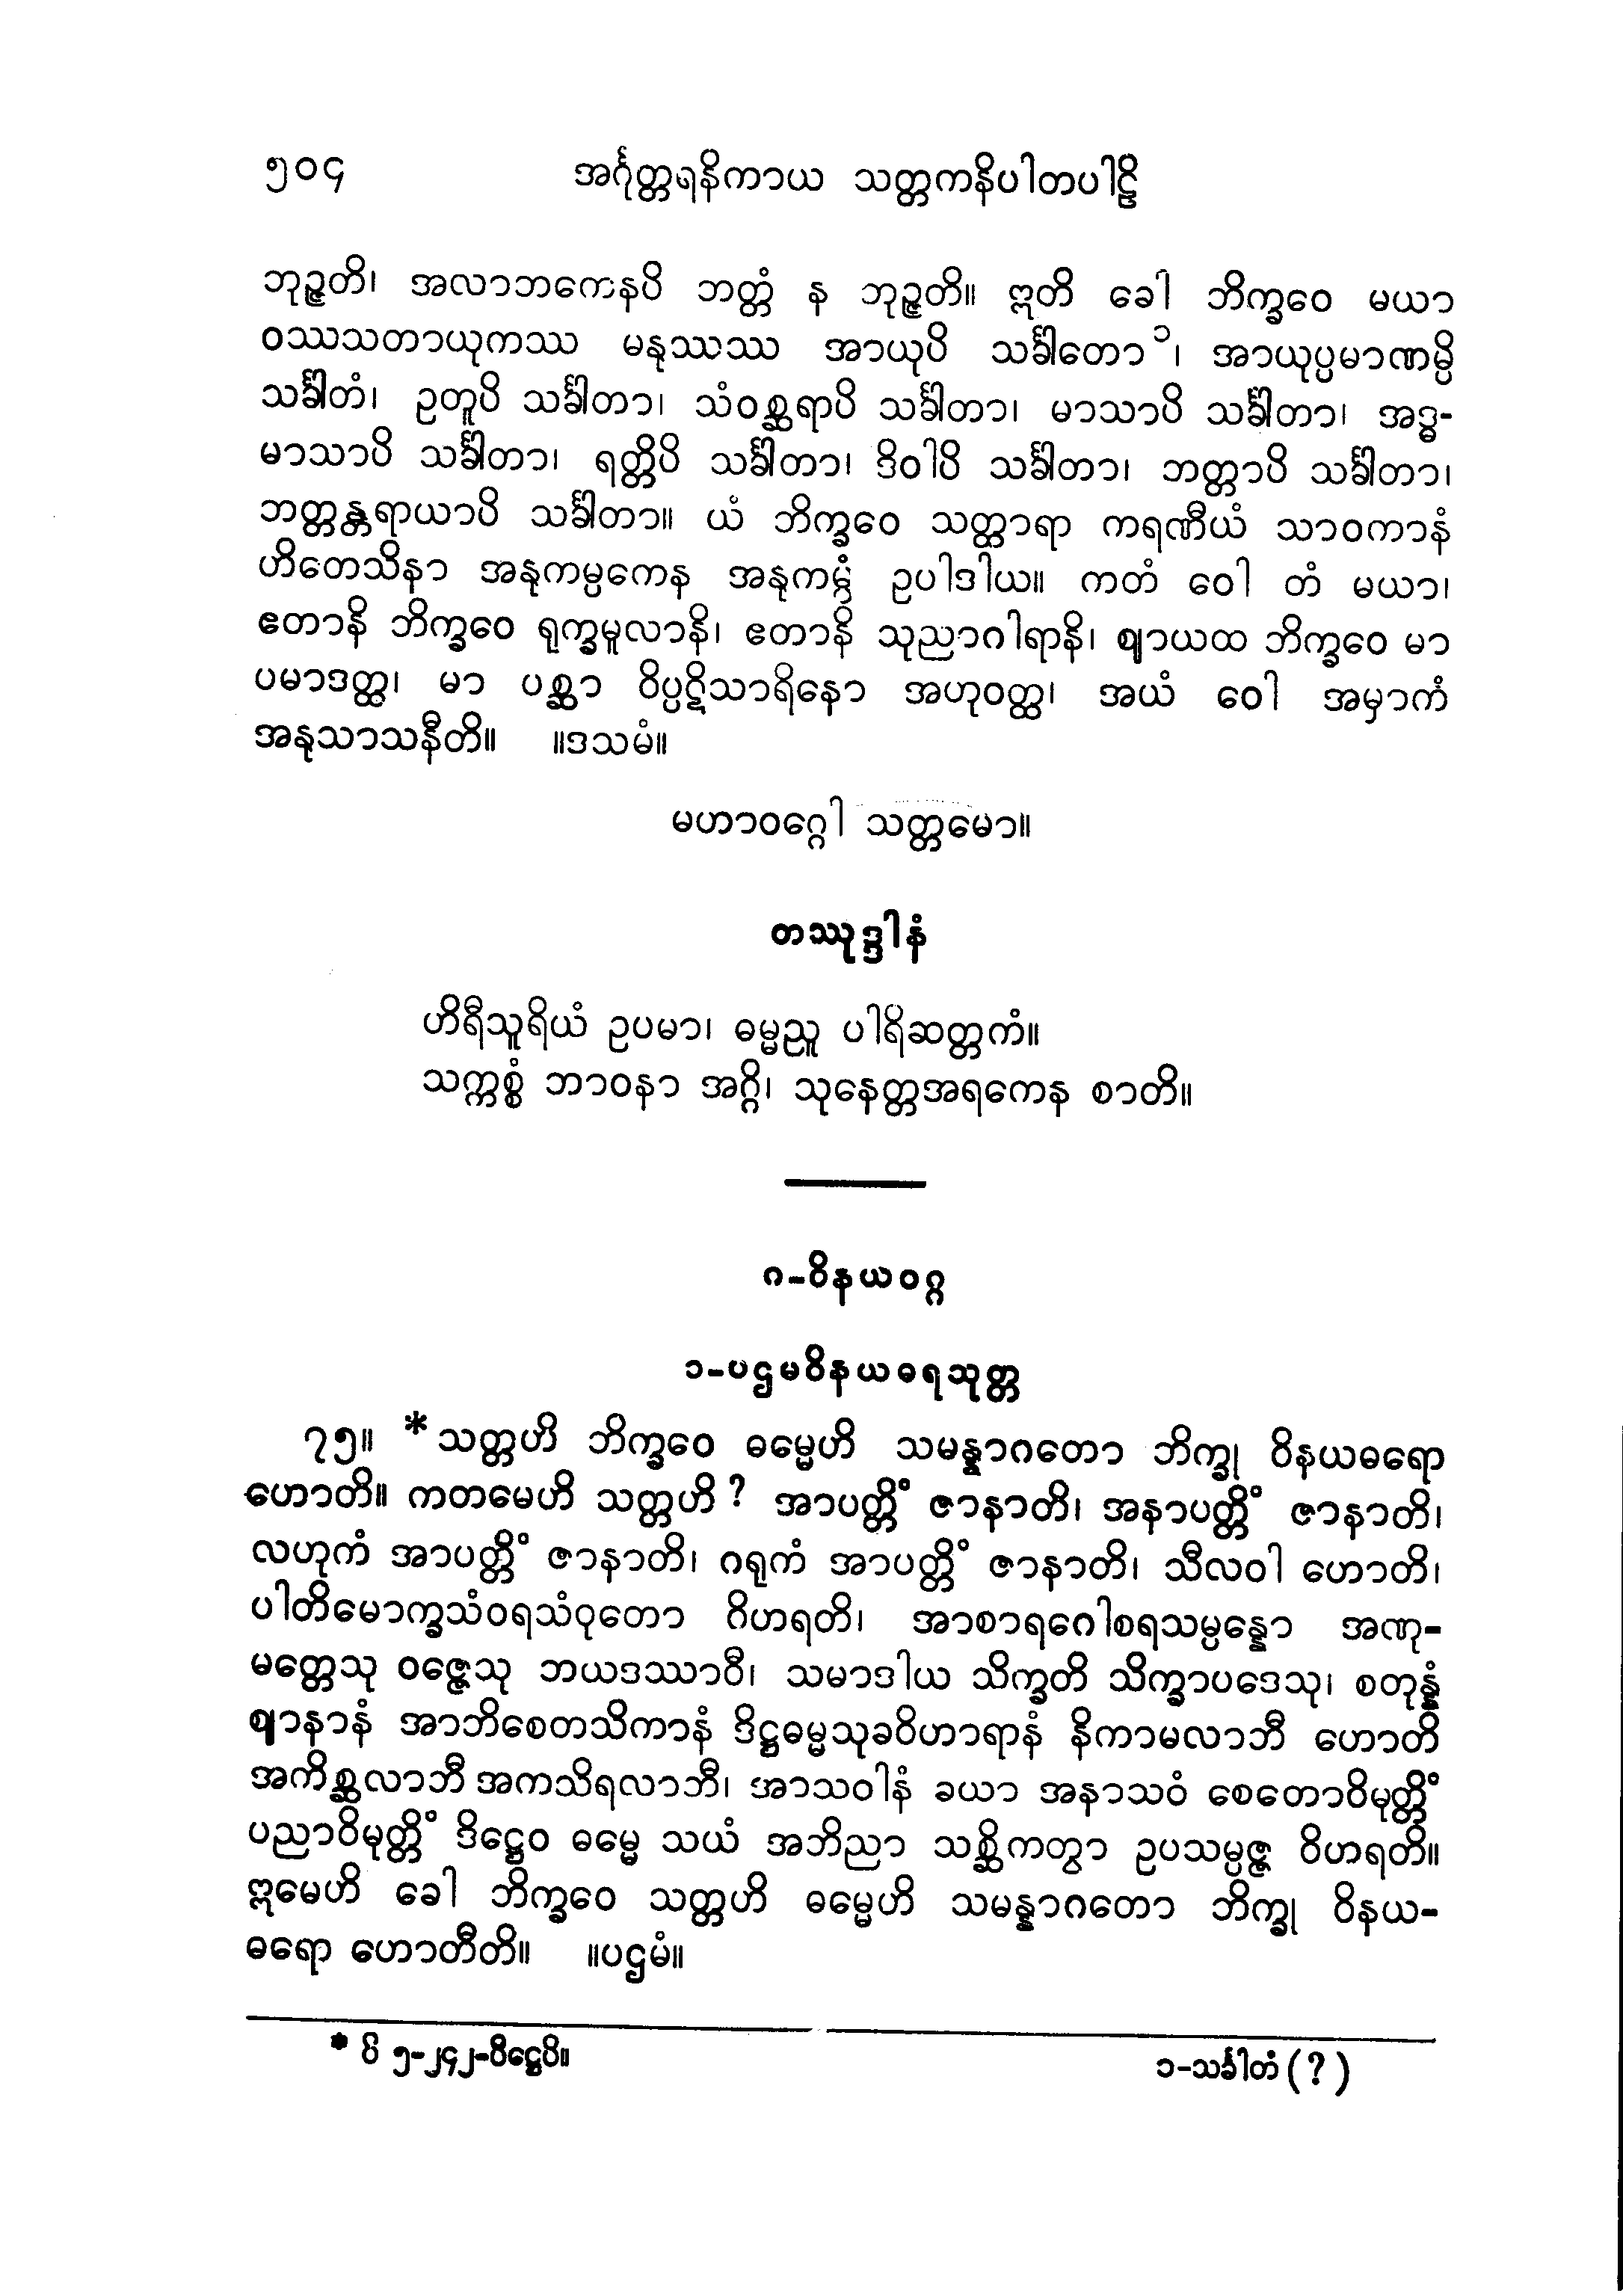 ၅၀၄ အင်္ဂုတ္တရနိကာယ သတ္တကနိပါတပါဠိ
ဘုဉ္ဇတိ၊ အလာဘကေနပိ ဘတ္တံ န ဘုဉ္ဇတိ။ ဣတိ ခေါ ဘိက္ခဝေ မယာ
ဝဿသတာယုကဿ မနုဿဿ အာယုပိ သင်္ခါတော၁၊ အာယုပ္ပမာဏမ္ပိ
သင်္ခါတံ၊ ဥတူပိ သင်္ခါတာ၊ သံဝစ္ဆရာပိ သင်္ခါတာ၊ မာသာပိ သင်္ခါတာ၊ အဒ္ဓ-
မာသာပိ သင်္ခါတာ၊ ရတ္တိပိ သင်္ခါတာ၊ ဒိဝါပိ သင်္ခါတာ၊ ဘတ္တာပိ သင်္ခါတာ၊
ဘတ္တန္တရာယာပိ သင်္ခါတာ။ ယံ ဘိက္ခဝေ သတ္ထာရာ ကရဏီယံ သာဝကာနံ
ဟိတေသိနာ အနုကမ္ပကေန အနုကမ္ပံ ဥပါဒါယ။ ကတံ ဝေါ တံ မယာ၊
ဧတာနိ ဘိက္ခဝေ ရုက္ခမူလာနိ၊ ဧတာနိ သုညာဂါရာနိ၊ ဈာယထ ဘိက္ခဝေ မာ
ပမာဒတ္ထ၊ မာ ပစ္ဆာ ဝိပ္ပဋိသာရိနော အဟုဝတ္ထ၊ အယံ ဝေါ အမှာကံ
အနုသာသနီတိ။ ။ဒသမံ။
မဟာဝဂ္ဂေါ သတ္တမော။
တဿုဒ္ဒါနံ
ဟိရီသူရိယံ ဥပမာ၊ ဓမ္မညူ ပါရိဆတ္တကံ။
သက္ကစ္စံ ဘာဝနာ အဂ္ဂိ၊ သုနေတ္တအရကေန စာတိ။
၈-ဝိနယဝဂ္ဂ
၁-ပဌမဝိနယဓရသုတ္တ
၇၅။ *သတ္တဟိ ဘိက္ခဝေ ဓမ္မေဟိ သမန္နာဂတော ဘိက္ခု ဝိနယဓရော
ဟောတိ။ ကတမေဟိ သတ္တဟိ? အာပတ္တိံ ဇာနာတိ၊ အနာပတ္တိံ ဇာနာတိ၊
လဟုကံ အာပတ္တိံ ဇာနာတိ၊ ဂရုကံ အာပတ္တိံ ဇာနာတိ၊ သီလဝါ ဟောတိ၊
ပါတိမောက္ခသံဝရသံဝုတော ဝိဟရတိ၊ အာစာရဂေါစရသမ္ပန္နော အဏု-
မတ္တေသု ဝဇ္ဇေသု ဘယဒဿာဝီ၊ သမာဒါယ သိက္ခတိ သိက္ခာပဒေသု၊ စတုန္နံ
ဈာနာနံ အာဘိစေတသိကာနံ ဒိဋ္ဌဓမ္မသုခဝိဟာရာနံ နိကာမလာဘီ ဟောတိ
အကိစ္ဆလာဘီ အကသိရလာဘီ၊ အာသဝါနံ ခယာ အနာသဝံ စေတောဝိမုတ္တိံ
ပညာဝိမုတ္တိံ ဒိဋ္ဌေဝ ဓမ္မေ သယံ အဘိညာ သစ္ဆိကတွာ ဥပသမ္ပဇ္ဇ ဝိဟရတိ။
ဣမေဟိ ခေါ ဘိက္ခဝေ သတ္တဟိ ဓမ္မေဟိ သမန္နာဂတော ဘိက္ခု ဝိနယ-
ဓရော ဟောတီတိ။ ။ပဌမံ။
* ဝိ ၅-၂၄၂-ပိဋ္ဌေပိ။ ၁-သင်္ခါတံ (?)